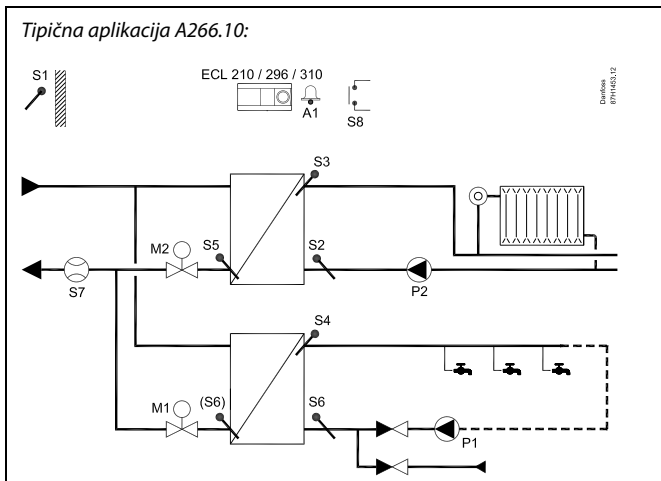 Tipična aplikacija A266.10:
S1
ECL 210 / 296 / 310
A1
S8
Danfoss
87H1453.12
S3
M2
S5
S2
S7
P2
S4
M1
(S6)
S6
P1